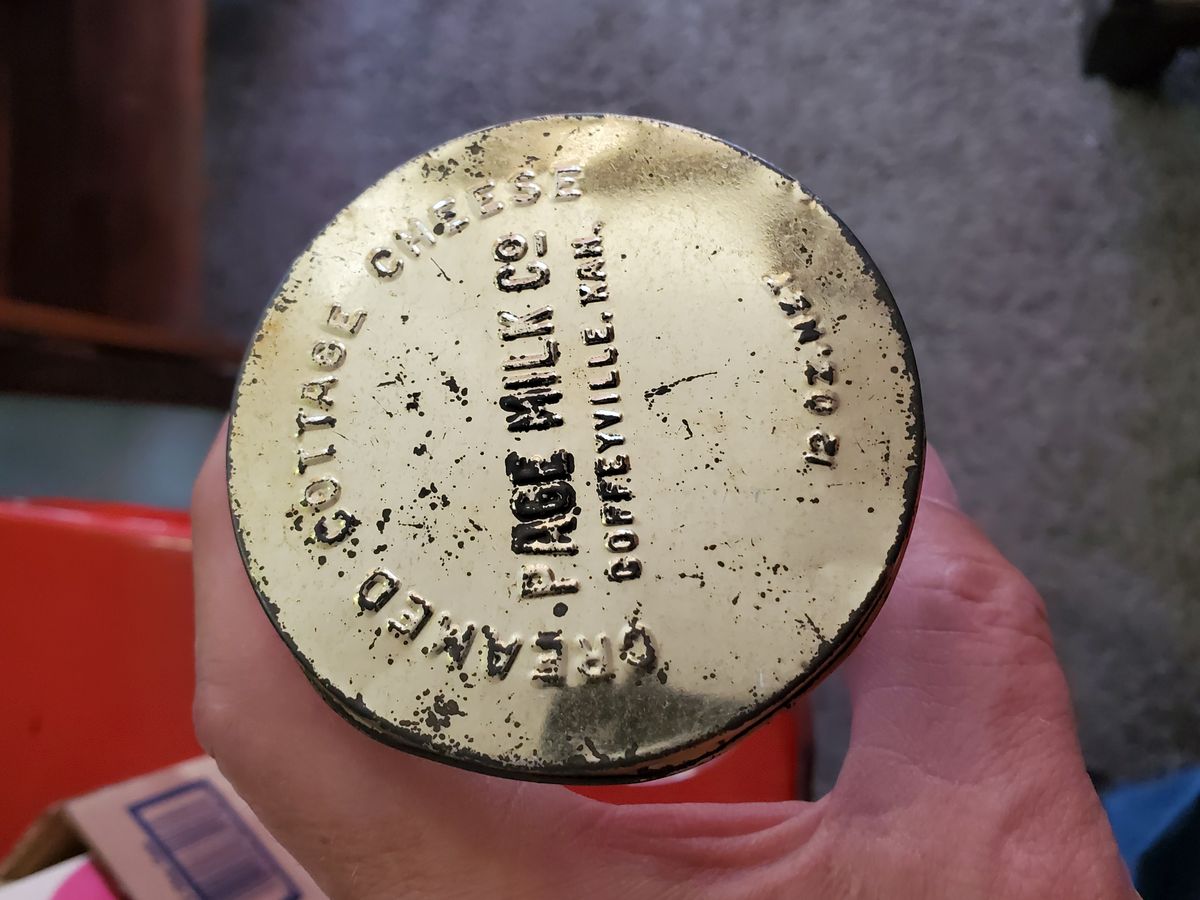 CREAMED COTTAGE CHEESE
PAGE MILK CO.
COFFEYVILLE, KAN.
12 OZ. NET